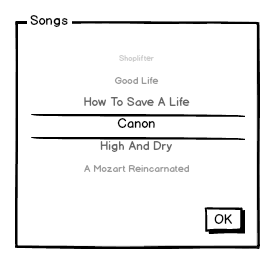 Songs
Shoplifter
Good Life
How To Save A Life
Canon
High And Dry
A Mozart Reincarnated
OK